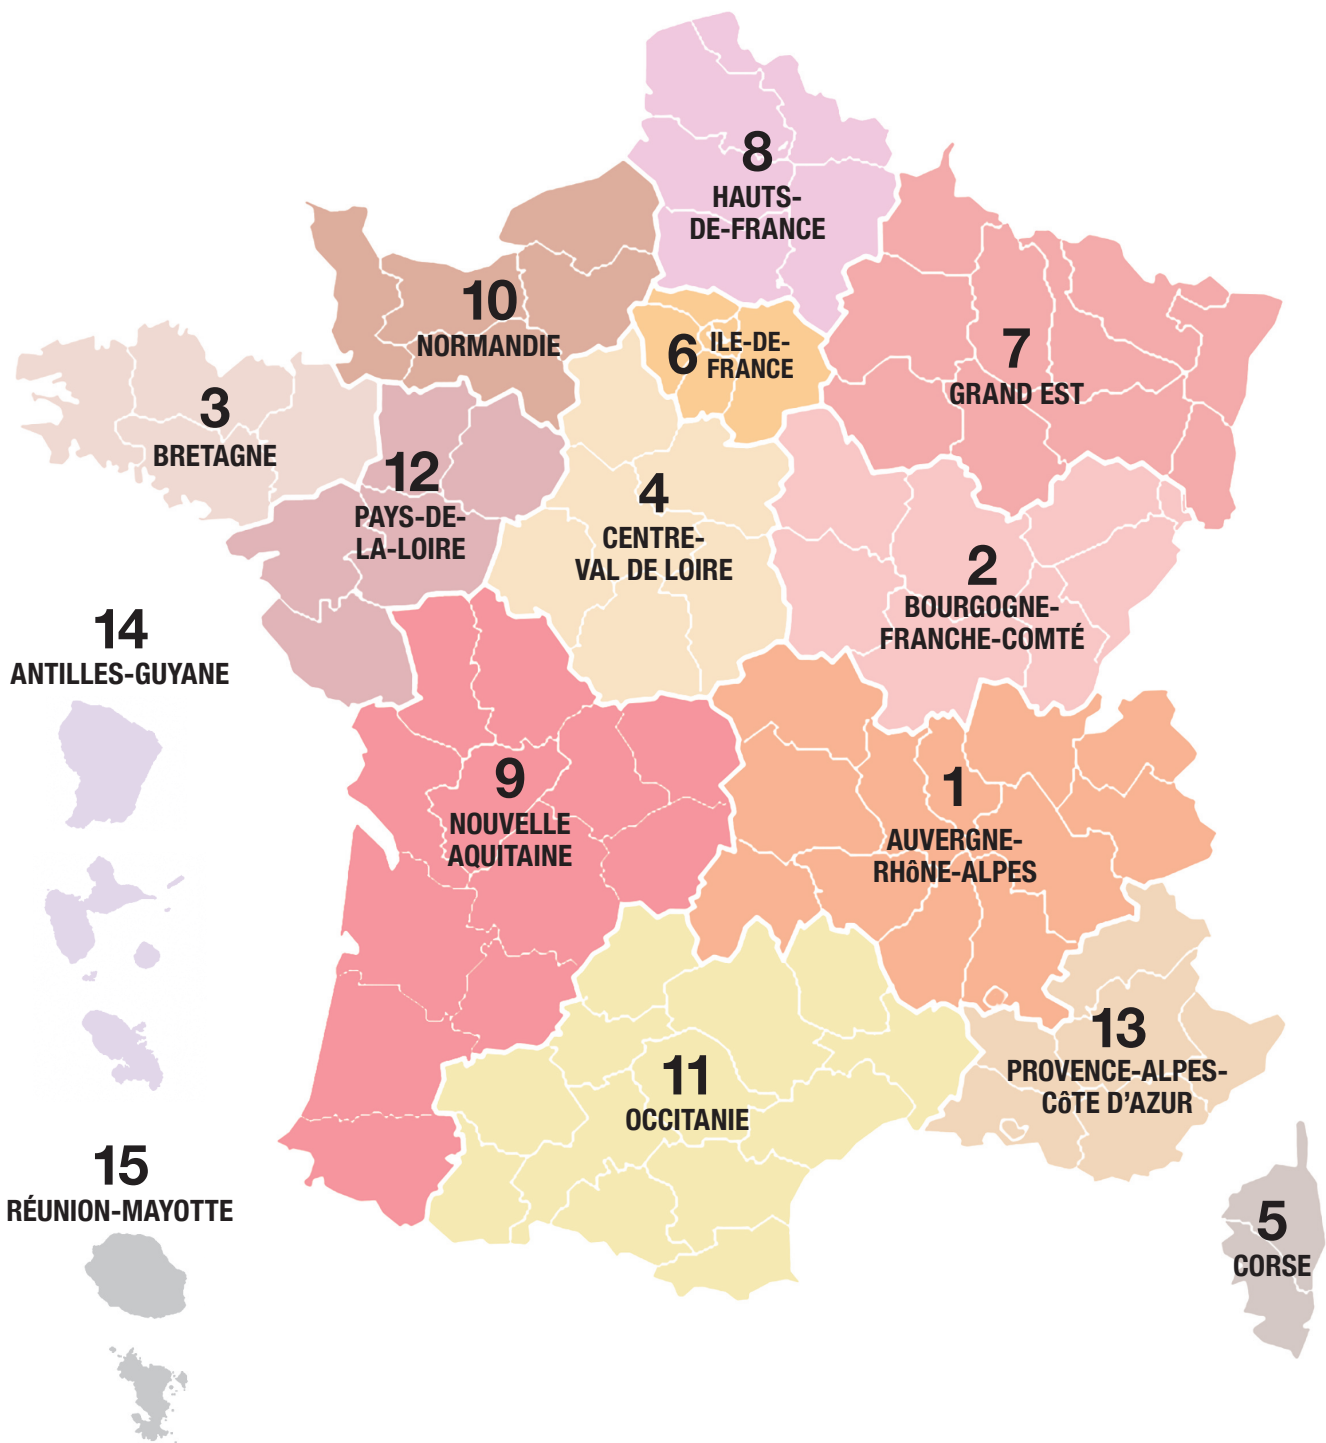 8
HAUTS-
DE-FRANCE
10
NORMANDIE
6
ILE-DE-
FRANCE
7
GRAND EST
3
BRETAGNE
12
PAYS-DE-
LA-LOIRE
4
CENTRE-
VAL DE LOIRE
2
BOURGOGNE-
FRANCHE-COMTÉ
14
ANTILLES-GUYANE
9
NOUVELLE
AQUITAINE
1
AUVERGNE-
RHôNE-ALPES
13
PROVENCE-ALPES-
CôTE D’AZUR
11
OCCITANIE
15
RÉUNION-MAYOTTE
5
CORSE